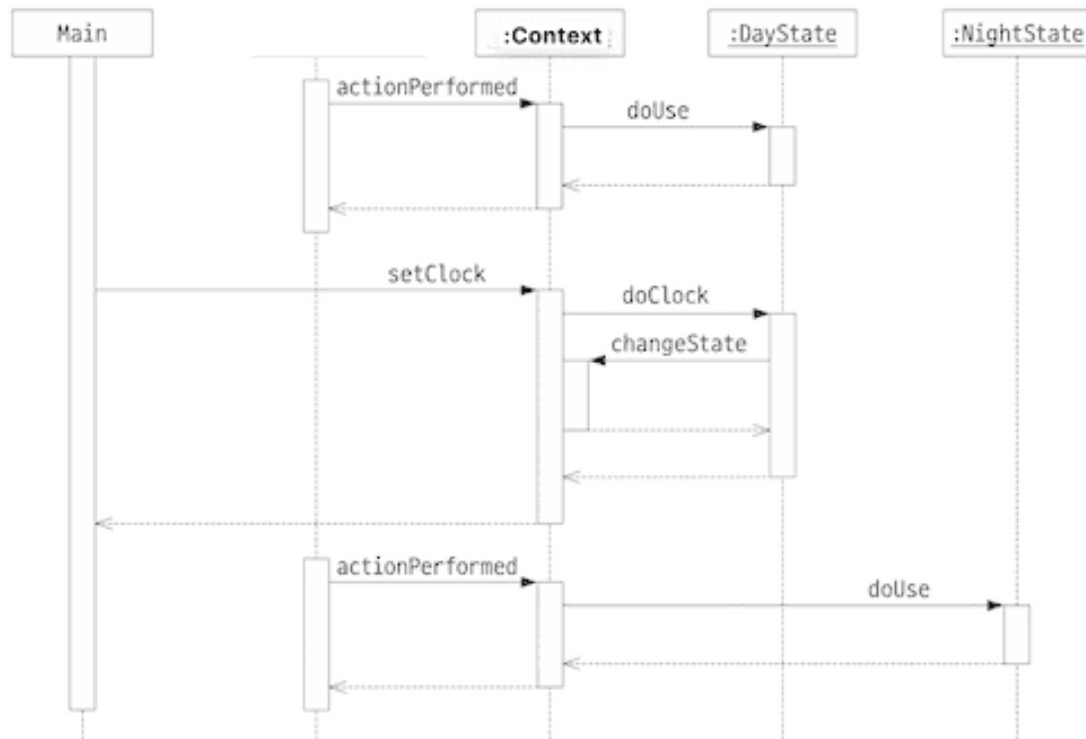 Main
:Context
:DayState
:NightState
actionPerformed
doUse
setClock
doClock
changeState
actionPerformed
doUse